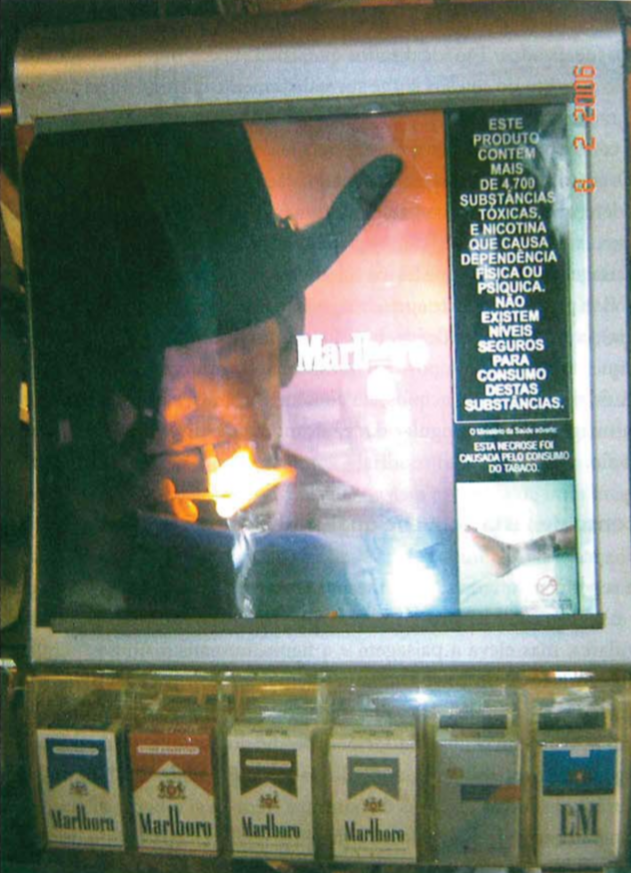 8 2 2006
ESTE
PRODUTO
CONTÉM
MAIS
DE 4.700
SUBSTÂNCIAS
TÓXICAS,
E NICOTINA
QUE CAUSA
DEPENDÊNCIA
FÍSICA OU
PSÍQUICA.
NÃO
EXISTEM
NÍVEIS
SEGUROS
PARA
CONSUMO
DESTAS
SUBSTÂNCIAS.
Marlboro
O Ministério da Saúde adverte:
ESTA NECROSE FOI
CAUSADA PELO CONSUMO
DO TABACO.
Marlboro
Marlboro
Marlboro
Marlboro